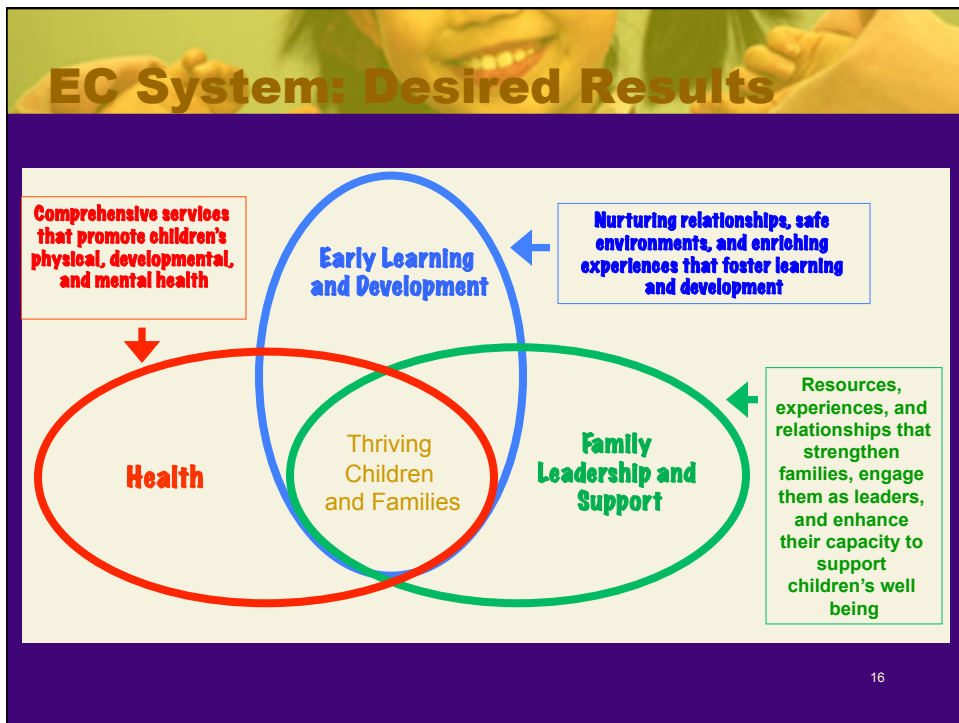 EC System: Desired Results
Comprehensive services
that promote children's
physical, developmental,
and mental health
Early Learning
and Development
Nurturing relationships, safe
environments, and enriching
experiences that foster learning
and development
Health
Thriving
Children
and Families
Family
Leadership and
Support
Resources,
experiences, and
relationships that
strengthen
families, engage
them as leaders,
and enhance
their capacity to
support
children's well
being
16